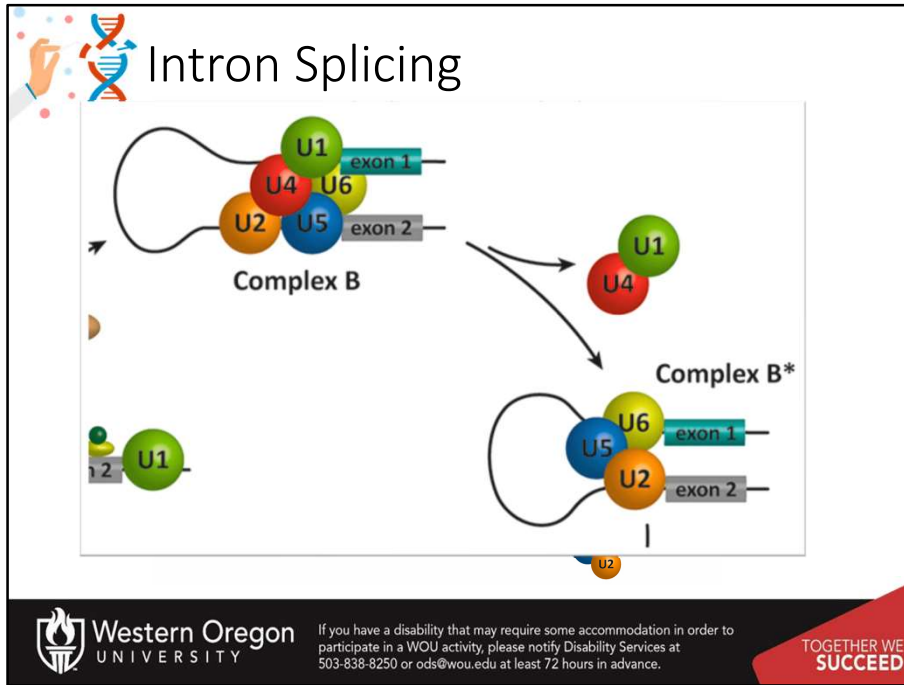 Intron Splicing
U1
exon 1
U4 U6
U2 U5 exon 2
Complex B
U1
U4
Complex B*
U6
exon 1
U5
U2
exon 2
n 2 U1
U2
Western Oregon
UNIVERSITY
If you have a disability that may require some accommodation in order to
participate in a WOU activity, please notify Disability Services at
503-838-8250 or ods@wou.edu at least 72 hours in advance.
TOGETHER WE
SUCCEED